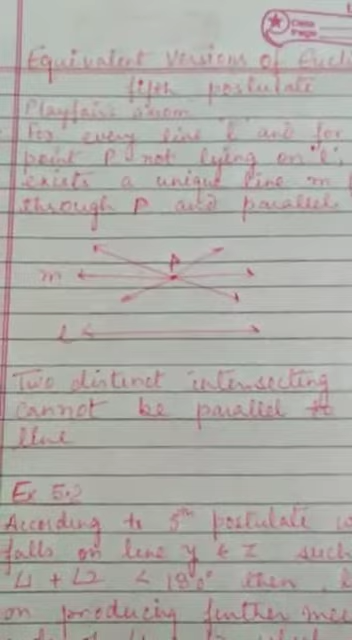 Date
Page
Equivalent versions of Eucli
fifth postulate
Playfair's axiom
For every line 'l' and for
point P not lying on 'l',
exists a unique line m
through P and parallel
P
m
l
Two distinct intersecting
cannot be parallel to
line
Ex 5.2
According to 5th postulate
falls on line y & z such
∠1 + ∠2 < 180° then,
on producing further mee